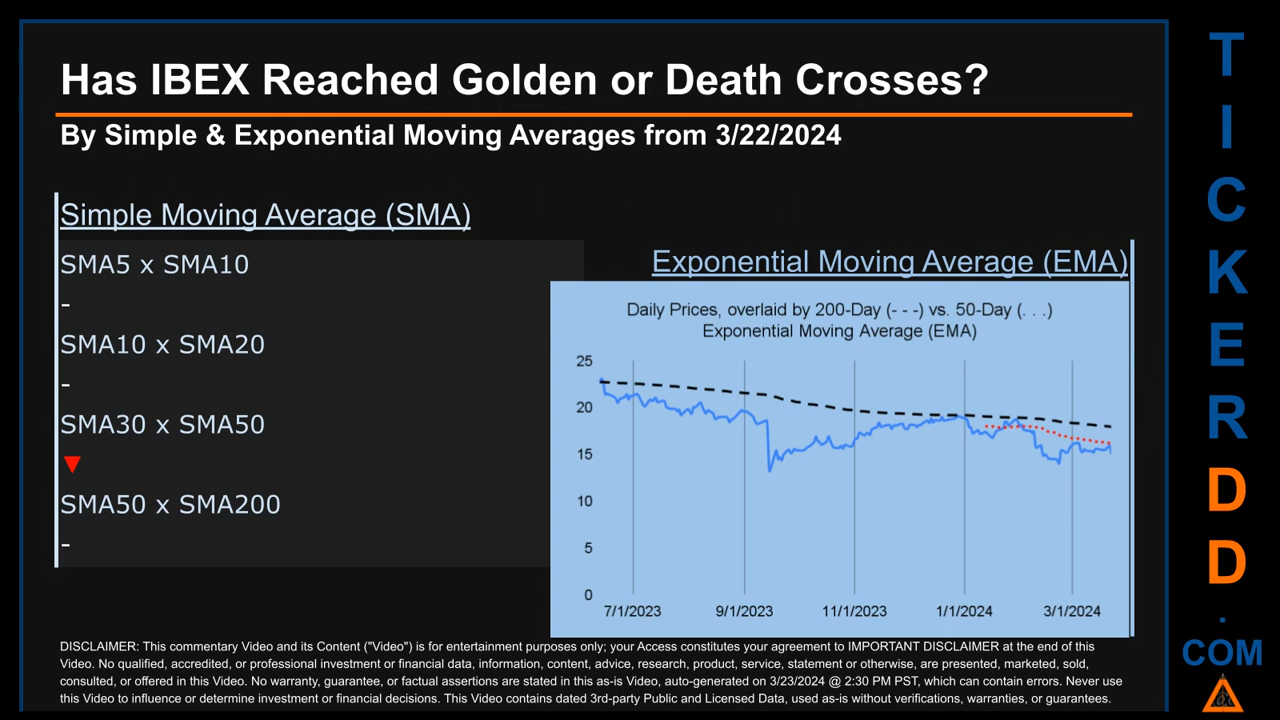 Has IBEX Reached Golden or Death Crosses?
By Simple & Exponential Moving Averages from 3/22/2024
Simple Moving Average (SMA)
SMA5 x SMA10
-
SMA10 x SMA20
-
SMA30 x SMA50
▼
SMA50 x SMA200
-
Exponential Moving Average (EMA)
Daily Prices, overlaid by 200-Day (- - -) vs. 50-Day (. . .)
Exponential Moving Average (EMA)
25
20
15
10
5
0
7/1/2023 9/1/2023 11/1/2023 1/1/2024 3/1/2024
DISCLAIMER: This commentary Video and its Content ("Video") is for entertainment purposes only; your Access constitutes your agreement to IMPORTANT DISCLAIMER at the end of this
Video. No qualified, accredited, or professional investment or financial data, information, content, advice, research, product, service, statement or otherwise, are presented, marketed, sold,
consulted, or offered in this Video. No warranty, guarantee, or factual assertions are stated in this as-is Video, auto-generated on 3/23/2024 @ 2:30 PM PST, which can contain errors. Never use
this Video to influence or determine investment or financial decisions. This Video contains dated 3rd-party Public and Licensed Data, used as-is without verifications, warranties, or guarantees.
T
I
C
K
E
R
D
D
.
COM